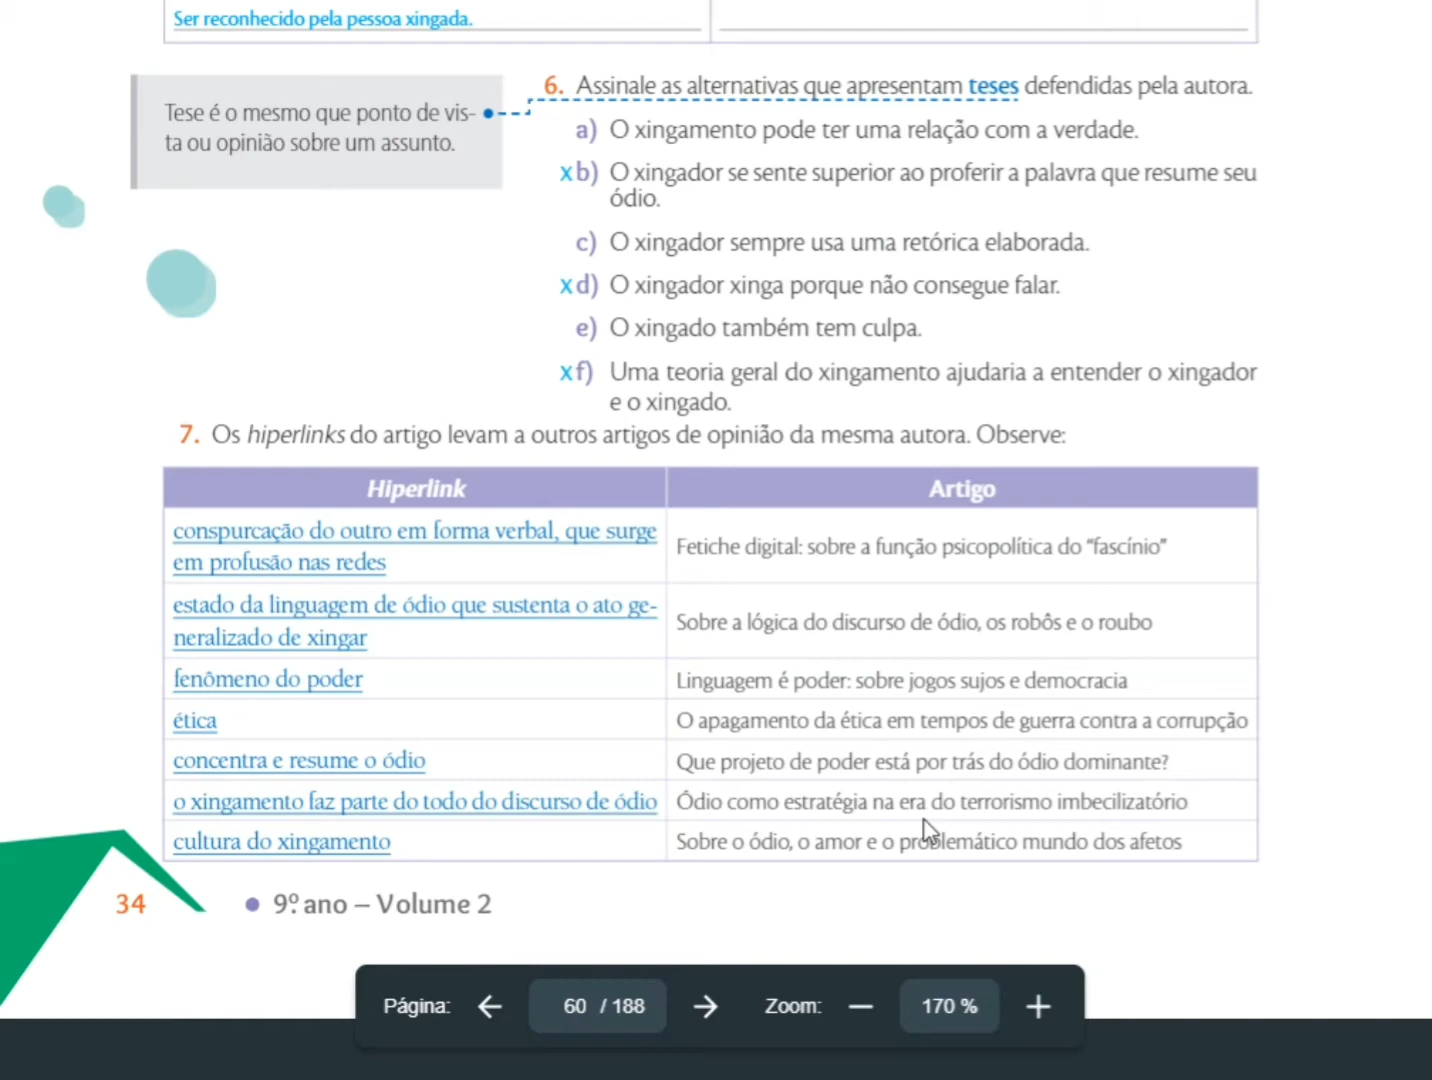 Ser reconhecido pela pessoa xingada.
Tese é o mesmo que ponto de vis-
ta ou opinião sobre um assunto.
6. Assinale as alternativas que apresentam teses defendidas pela autora.
a) O xingamento pode ter uma relação com a verdade.
x b) O xingador se sente superior ao proferir a palavra que resume seu
ódio.
c) O xingador sempre usa uma retórica elaborada.
x d) O xingador xinga porque não consegue falar.
e) O xingado também tem culpa.
x f) Uma teoria geral do xingamento ajudaria a entender o xingador
e o xingado.
7. Os hiperlinks do artigo levam a outros artigos de opinião da mesma autora. Observe:
Hiperlink Artigo
conspurcação do outro em forma verbal, que surge
em profusão nas redes
Fetiche digital: sobre a função psicopolítica do “fascínio”
estado da linguagem de ódio que sustenta o ato ge-
neralizado de xingar
Sobre a lógica do discurso de ódio, os robôs e o roubo
fenômeno do poder Linguagem é poder: sobre jogos sujos e democracia
ética O apagamento da ética em tempos de guerra contra a corrupção
concentra e resume o ódio Que projeto de poder está por trás do ódio dominante?
o xingamento faz parte do todo do discurso de ódio Ódio como estratégia na era do terrorismo imbecilizatório
cultura do xingamento Sobre o ódio, o amor e o problemático mundo dos afetos
34 9º. ano – Volume 2
Página: 60 / 188 Zoom: 170 %